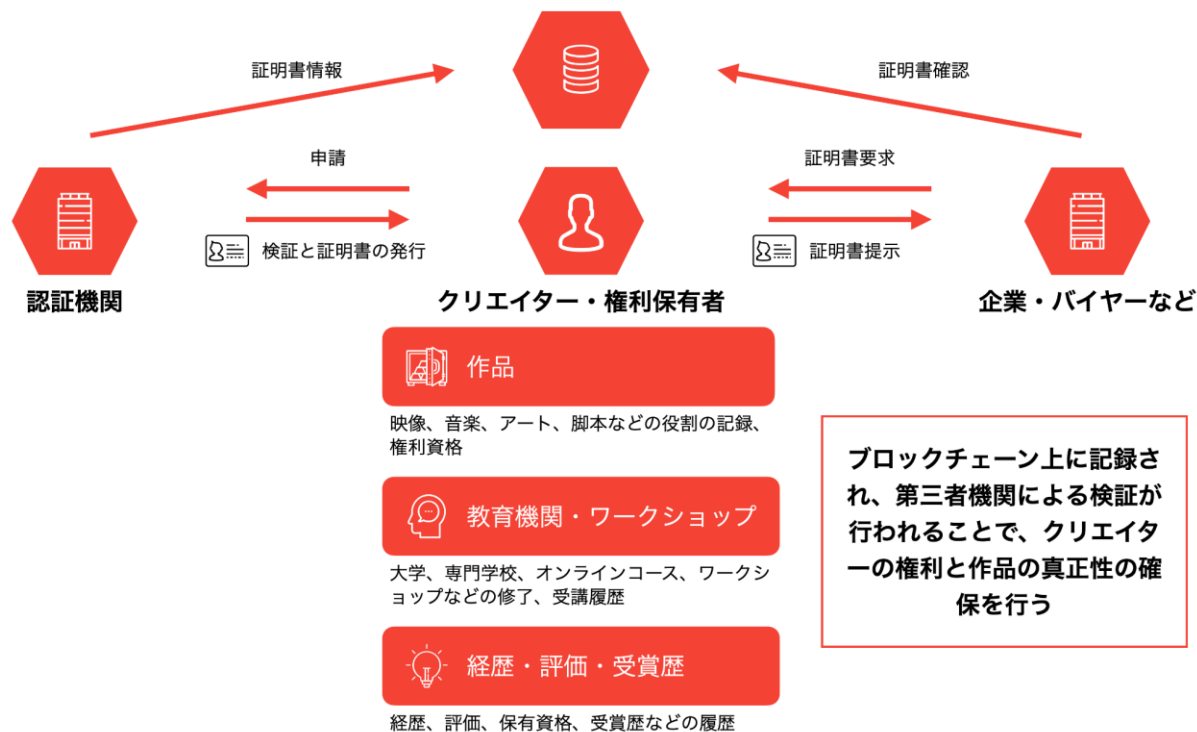 証明書情報
証明書確認
申請
証明書要求
検証と証明書の発行
証明書提示
認証機関
クリエイター・権利保有者
企業・バイヤーなど
作品
映像、音楽、アート、脚本などの役割の記録、
権利資格
教育機関・ワークショップ
大学、専門学校、オンラインコース、ワークシ
ョップなどの修了、受講履歴
経歴・評価・受賞歴
経歴、評価、保有資格、受賞歴などの履歴
ブロックチェーン上に記録さ
れ、第三者機関による検証が
行われることで、クリエイタ
ーの権利と作品の真正性の確
保を行う